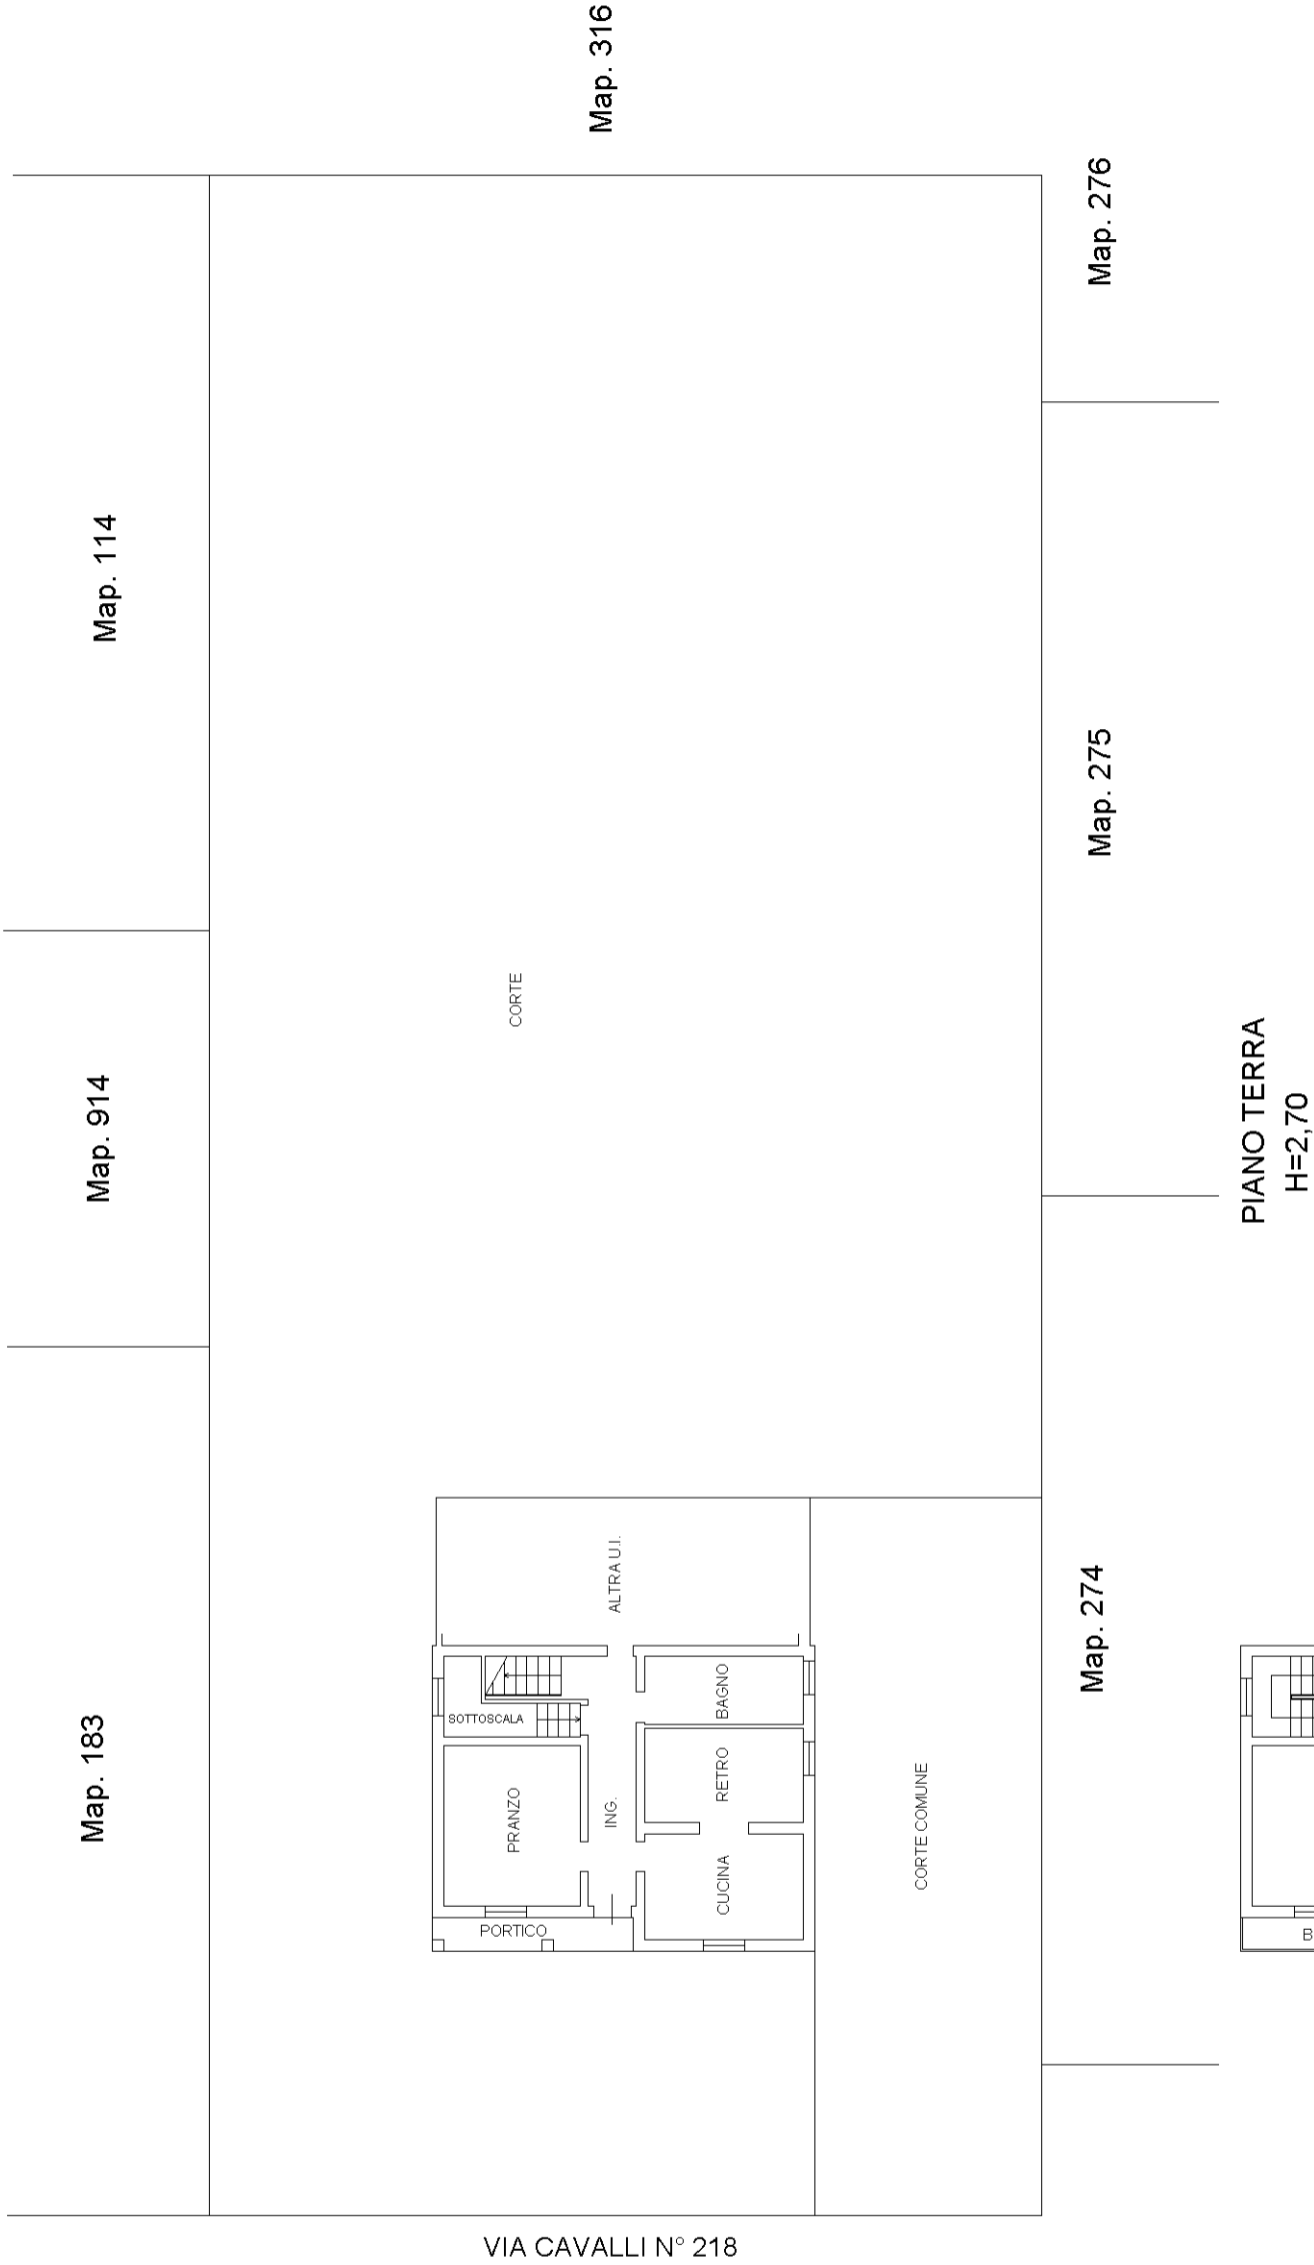 Map. 316
Map. 276
Map. 114
Map. 275
CORTE
Map. 914
PIANO TERRA
H=2,70
ALTRA U.I.
Map. 274
SOTTOSCALA
BAGNO
Map. 183
PRANZO
ING.
RETRO
CORTE COMUNE
CUCINA
PORTICO
B
VIA CAVALLI N° 218